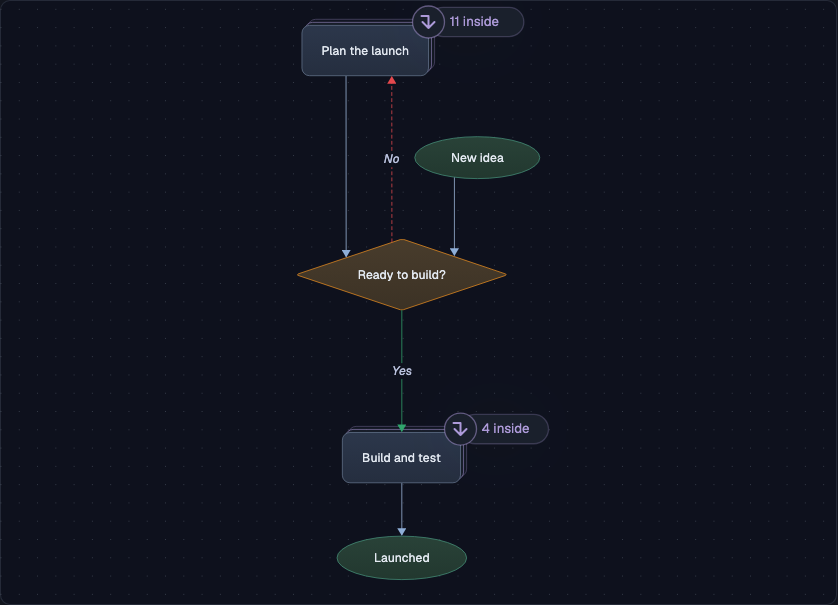 11 inside
Plan the launch
No
New idea
Ready to build?
Yes
4 inside
Build and test
Launched